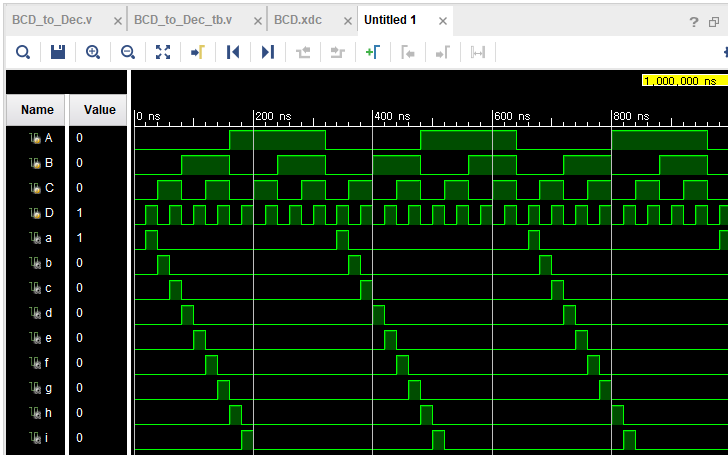 BCD_to_Dec.v BCD_to_Dec_tb.v BCD.xdc Untitled 1
1,000,000 ns
Name Value
0 ns 200 ns 400 ns 600 ns 800 ns
A 0
B 0
C 0
D 1
a 1
b 0
c 0
d 0
e 0
f 0
g 0
h 0
i 0